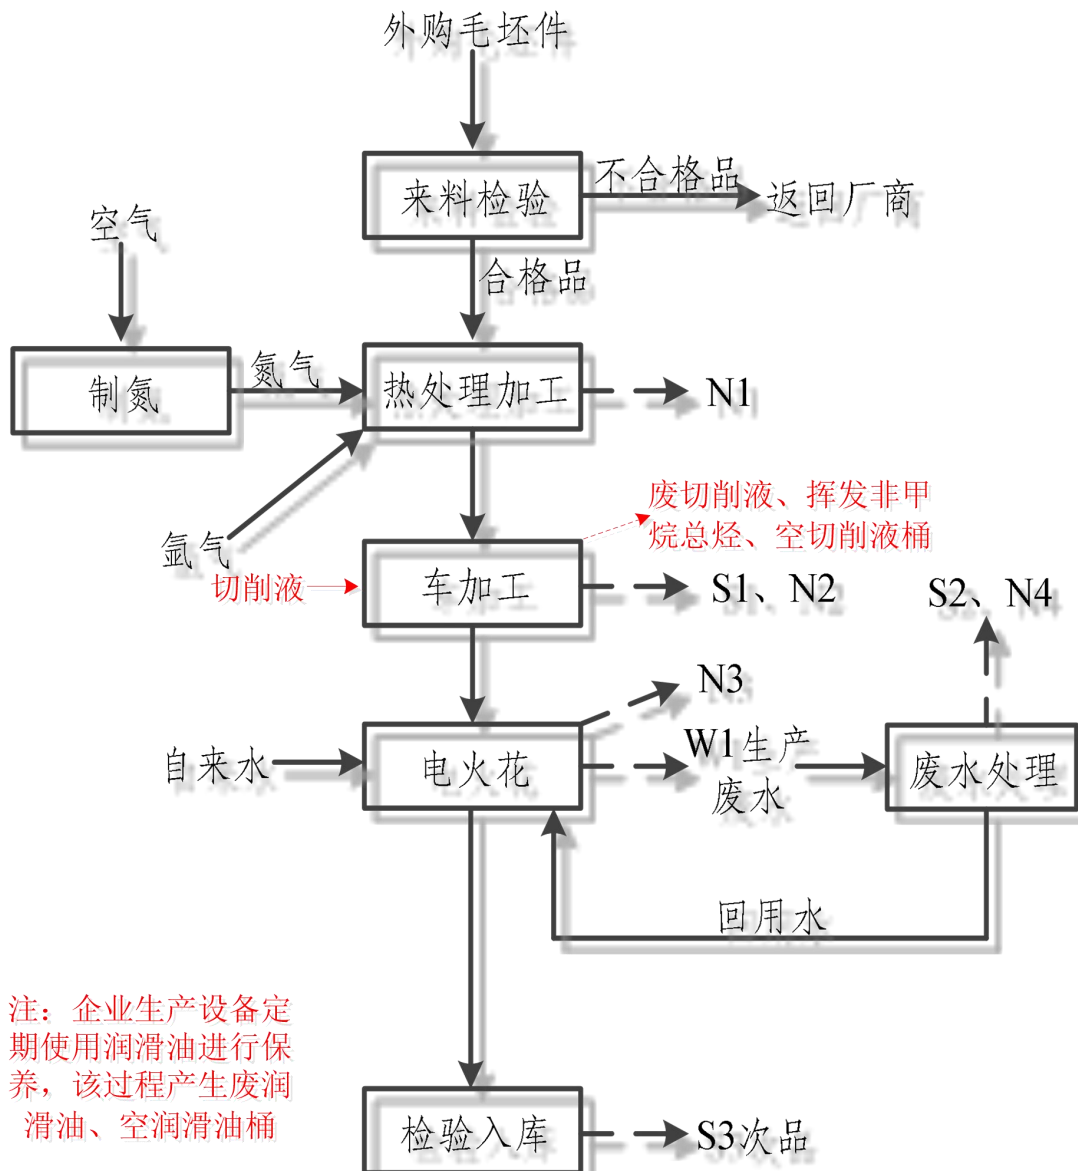 外购毛坯件
来料检验
不合格品
返回厂商
空气
合格品
制氮
氮气
热处理加工
N1
氩气
废切削液、挥发非甲
烷总烃、空切削液桶
切削液
车加工
S1、N2
S2、N4
N3
自来水
电火花
W1生产
废水
废水处理
回用水
注：企业生产设备定
期使用润滑油进行保
养，该过程产生废润
滑油、空润滑油桶
检验入库
S3次品